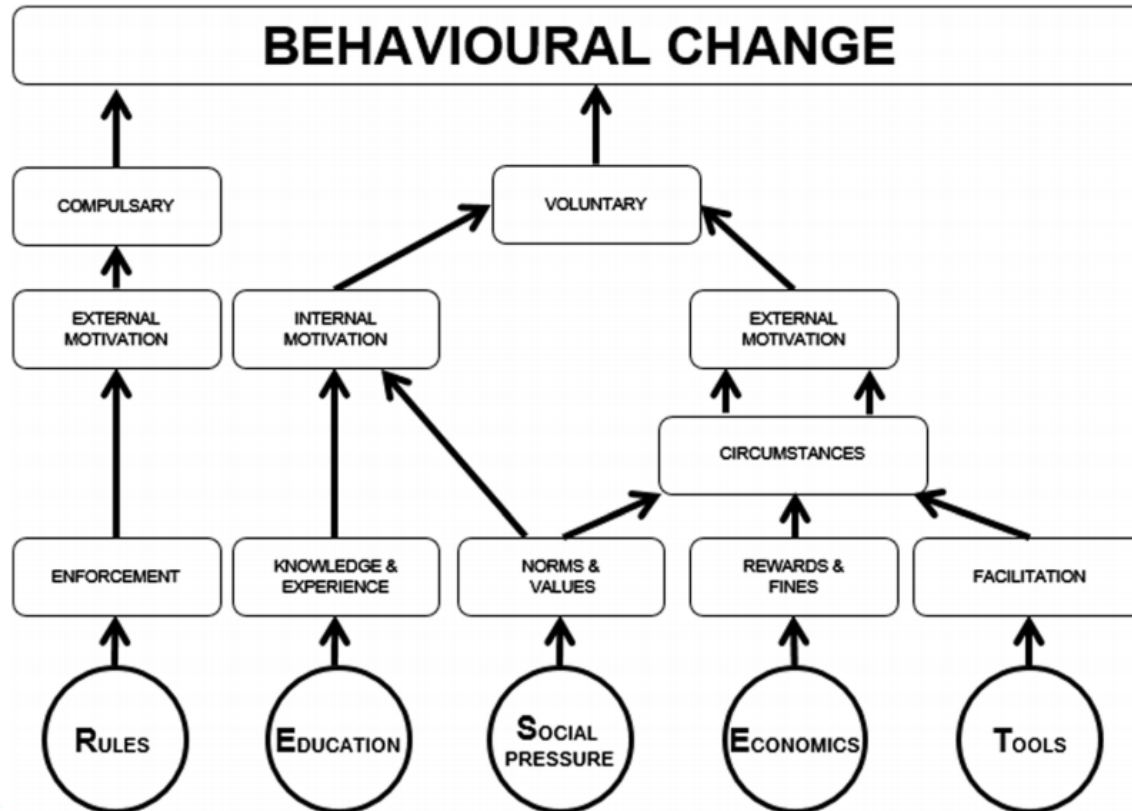 BEHAVIOURAL CHANGE
COMPULSARY
VOLUNTARY
EXTERNAL
MOTIVATION
INTERNAL
MOTIVATION
EXTERNAL
MOTIVATION
CIRCUMSTANCES
ENFORCEMENT
KNOWLEDGE &
EXPERIENCE
NORMS &
VALUES
REWARDS &
FINES
FACILITATION
RULES
EDUCATION
SOCIAL
PRESSURE
ECONOMICS
TOOLS